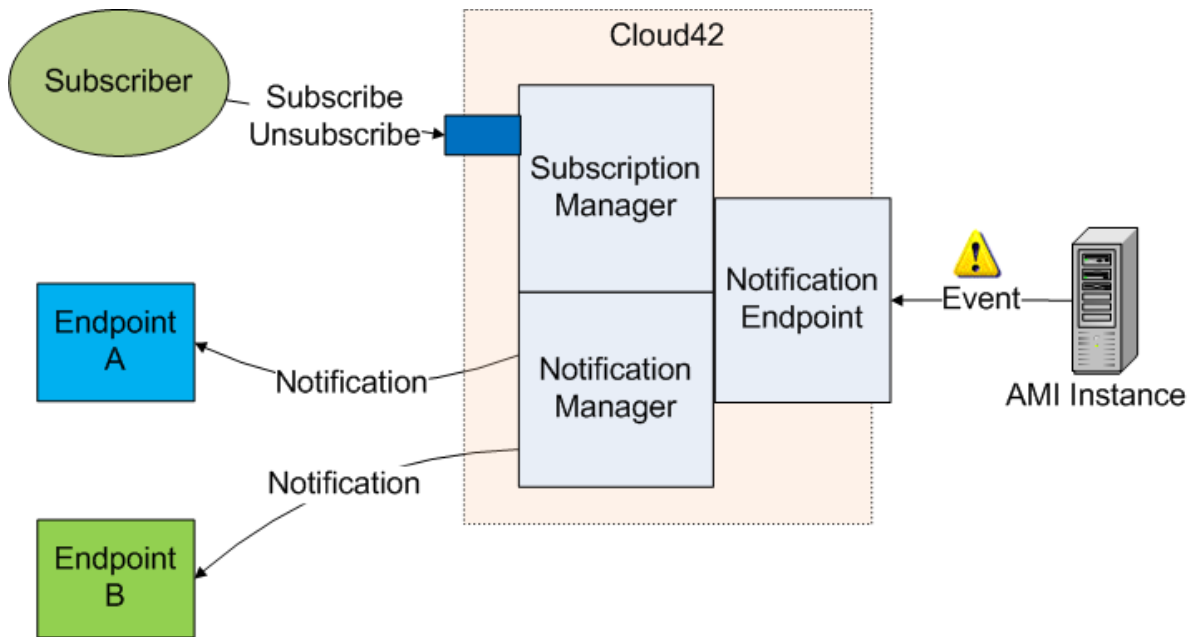 Cloud42
Subscriber
Subscribe
Unsubscribe
Subscription
Manager
Notification
Endpoint
Event
AMI Instance
Endpoint
A
Notification
Notification
Manager
Notification
Endpoint
B